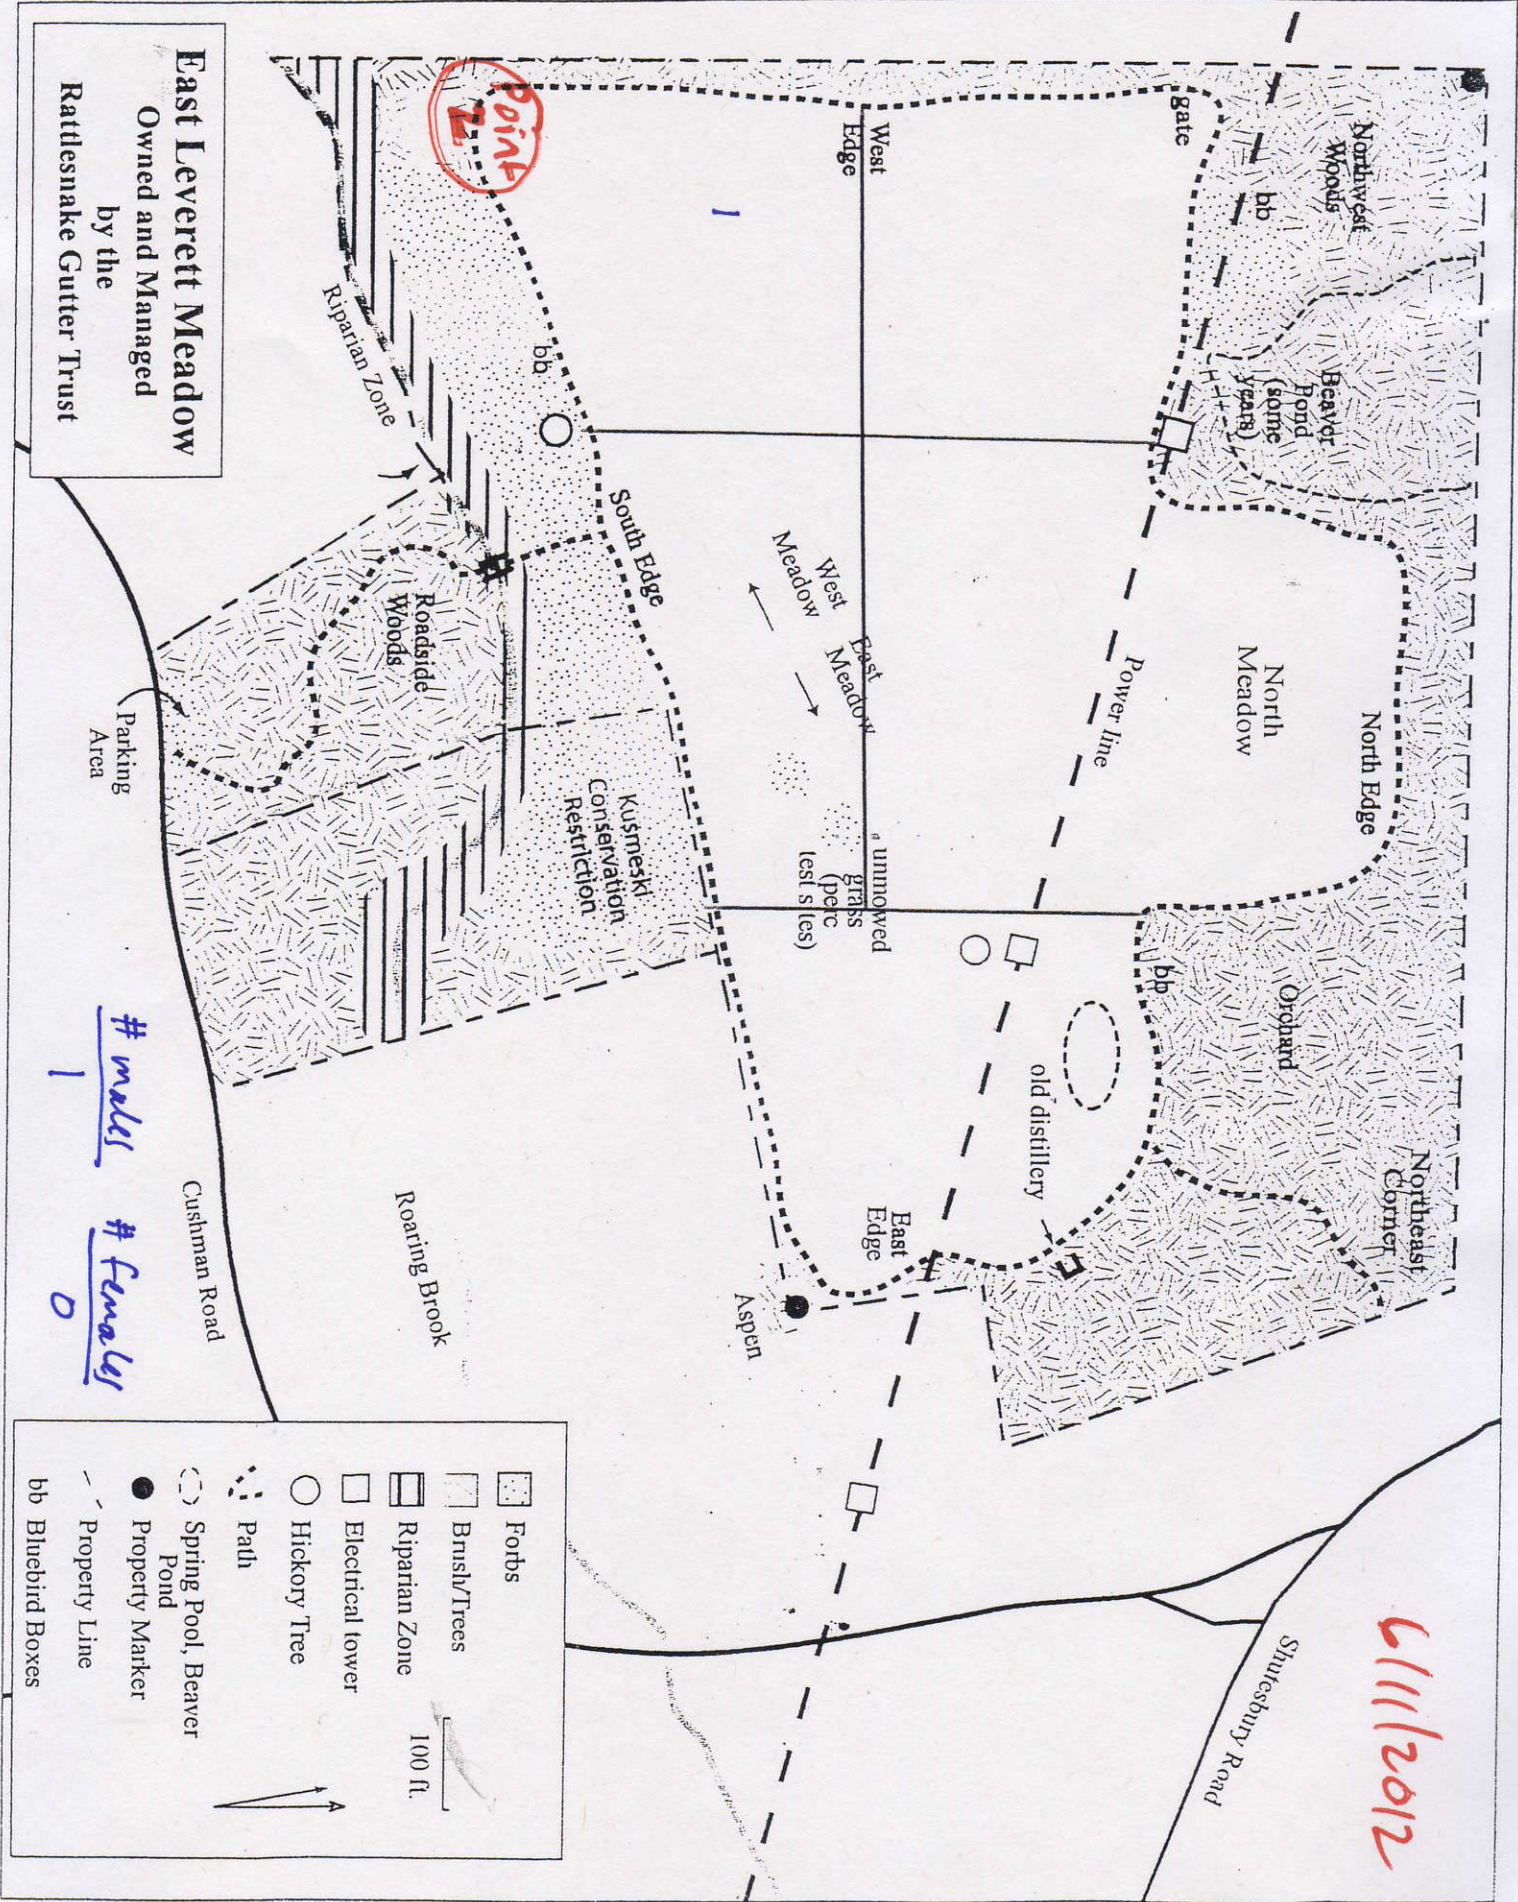 6/11/2012
Northwest
Woods
Beaver
Pond
(some
years)
North Edge
Northeast
Corner
Orchard
North
Meadow
gate
bb
bb
Power line
old distillery
Shutesbury Road
West
Edge
West
Meadow
East
Meadow
unmowed
grass
(perc
test sites)
East
Edge
1
Aspen
South Edge
bb
Point
2
Kusmeski
Conservation
Restriction
Roadside
Woods
Riparian Zone
Roaring Brook
Parking
Area
Cushman Road
East Leverett Meadow
Owned and Managed
by the
Rattlesnake Gutter Trust
# males # females
1 0
Forbs
Brush/Trees
Riparian Zone
Electrical tower
Hickory Tree
Path
Spring Pool, Beaver
Pond
Property Marker
Property Line
bb Bluebird Boxes
100 ft.